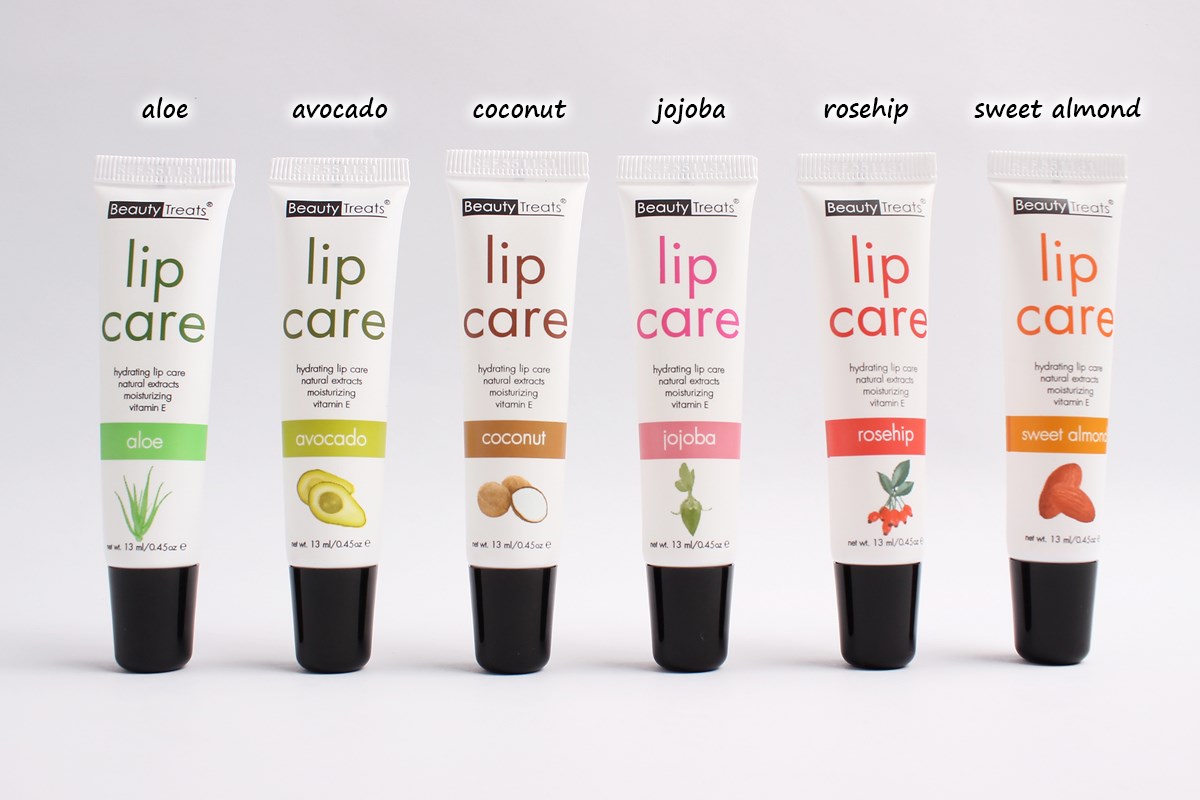 aloe
avocado
coconut
jojoba
rosehip
sweet almond
Beauty Treats®
lip
care
hydrating lip care
natural extracts
moisturizing
vitamin E
aloe
net wt. 13 ml/0.45oz e
Beauty Treats®
lip
care
hydrating lip care
natural extracts
moisturizing
vitamin E
avocado
net wt. 13 ml/0.45oz e
Beauty Treats®
lip
care
hydrating lip care
natural extracts
moisturizing
vitamin E
coconut
net wt. 13 ml/0.45oz e
Beauty Treats®
lip
care
hydrating lip care
natural extracts
moisturizing
vitamin E
jojoba
net wt. 13 ml/0.45oz e
Beauty Treats®
lip
care
hydrating lip care
natural extracts
moisturizing
vitamin E
rosehip
net wt. 13 ml/0.45oz e
Beauty Treats®
lip
care
hydrating lip care
natural extracts
moisturizing
vitamin E
sweet almond
net wt. 13 ml/0.45oz e